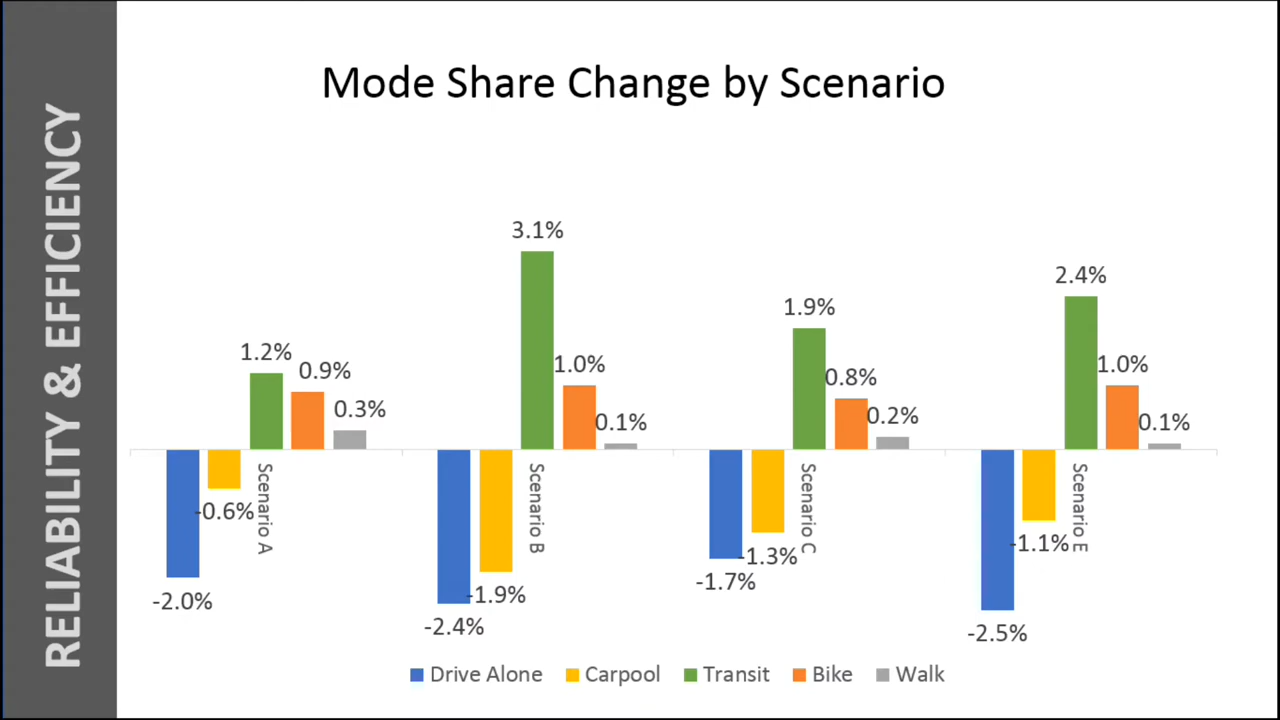 RELIABILITY & EFFICIENCY
Mode Share Change by Scenario
3.1%
2.4%
1.9%
1.2%
0.9%
1.0%
0.8%
1.0%
0.3%
0.1%
0.2%
0.1%
Scenario A
Scenario B
Scenario C
Scenario E
-0.6%
-2.0%
-1.9%
-2.4%
-1.3%
-1.7%
-1.1%
-2.5%
Drive Alone Carpool Transit Bike Walk